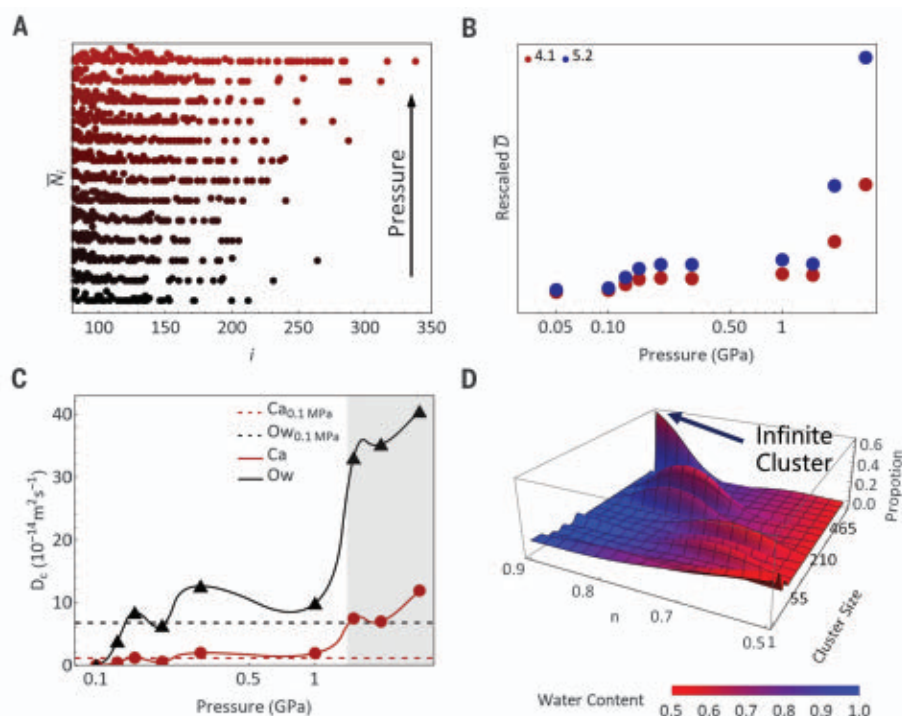 A
N̅i
Pressure
100 150 200 250 300 350
i
B
4.1 5.2
Rescaled D̅
0.05 0.10 0.50 1
Pressure (GPa)
C
Ca0.1 MPa
Ow0.1 MPa
Ca
Ow
40
30
20
10
0
Dc (10-14m2s-1)
0.1 0.5 1
Pressure (GPa)
D
Infinite
Cluster
0.6
0.4
0.2
0.0
Propotion
465
210
55
1
Cluster Size
0.9
0.8
0.7
0.5
n
Water Content
0.5 0.6 0.7 0.8 0.9 1.0